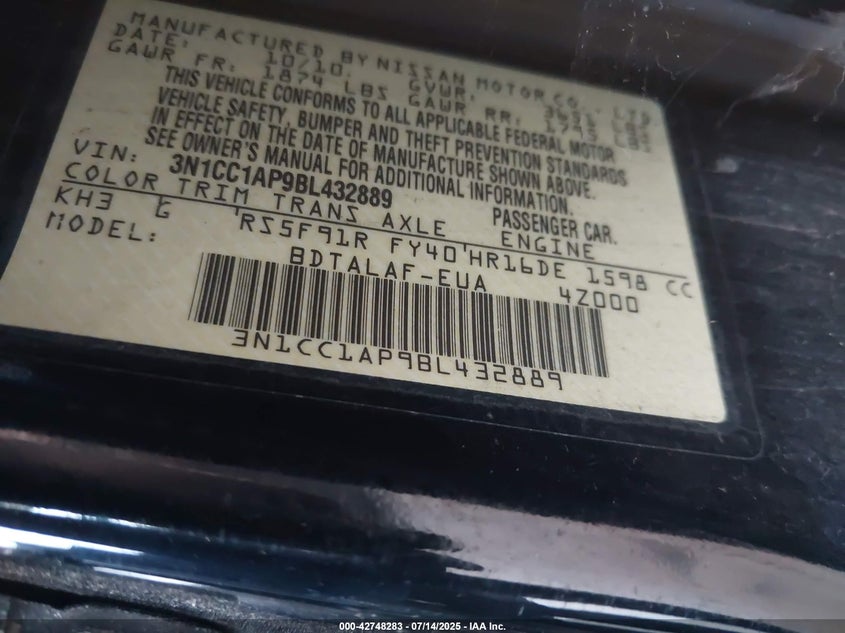 MANUFACTURED BY NISSAN MOTOR CO., LTD
DATE: 10/10. GVWR:
GAWR FR: 1874 LBS GAWR RR: 1745 LBS
THIS VEHICLE CONFORMS TO ALL APPLICABLE FEDERAL MOTOR
VEHICLE SAFETY, BUMPER AND THEFT PREVENTION STANDARDS
IN EFFECT ON THE DATE OF MANUFACTURE SHOWN ABOVE.
SEE OWNER'S MANUAL FOR ADDITIONAL INFORMATION.
VIN: 3N1CC1AP9BL432889 PASSENGER CAR.
COLOR TRIM TRANS AXLE ENGINE
KH3 G RS5F91R FY40 HR16DE 1598 CC
MODEL: BDTALAF-EUA 4Z000
3N1CC1AP9BL432889
000-42748283 - 07/14/2025 - IAA Inc.